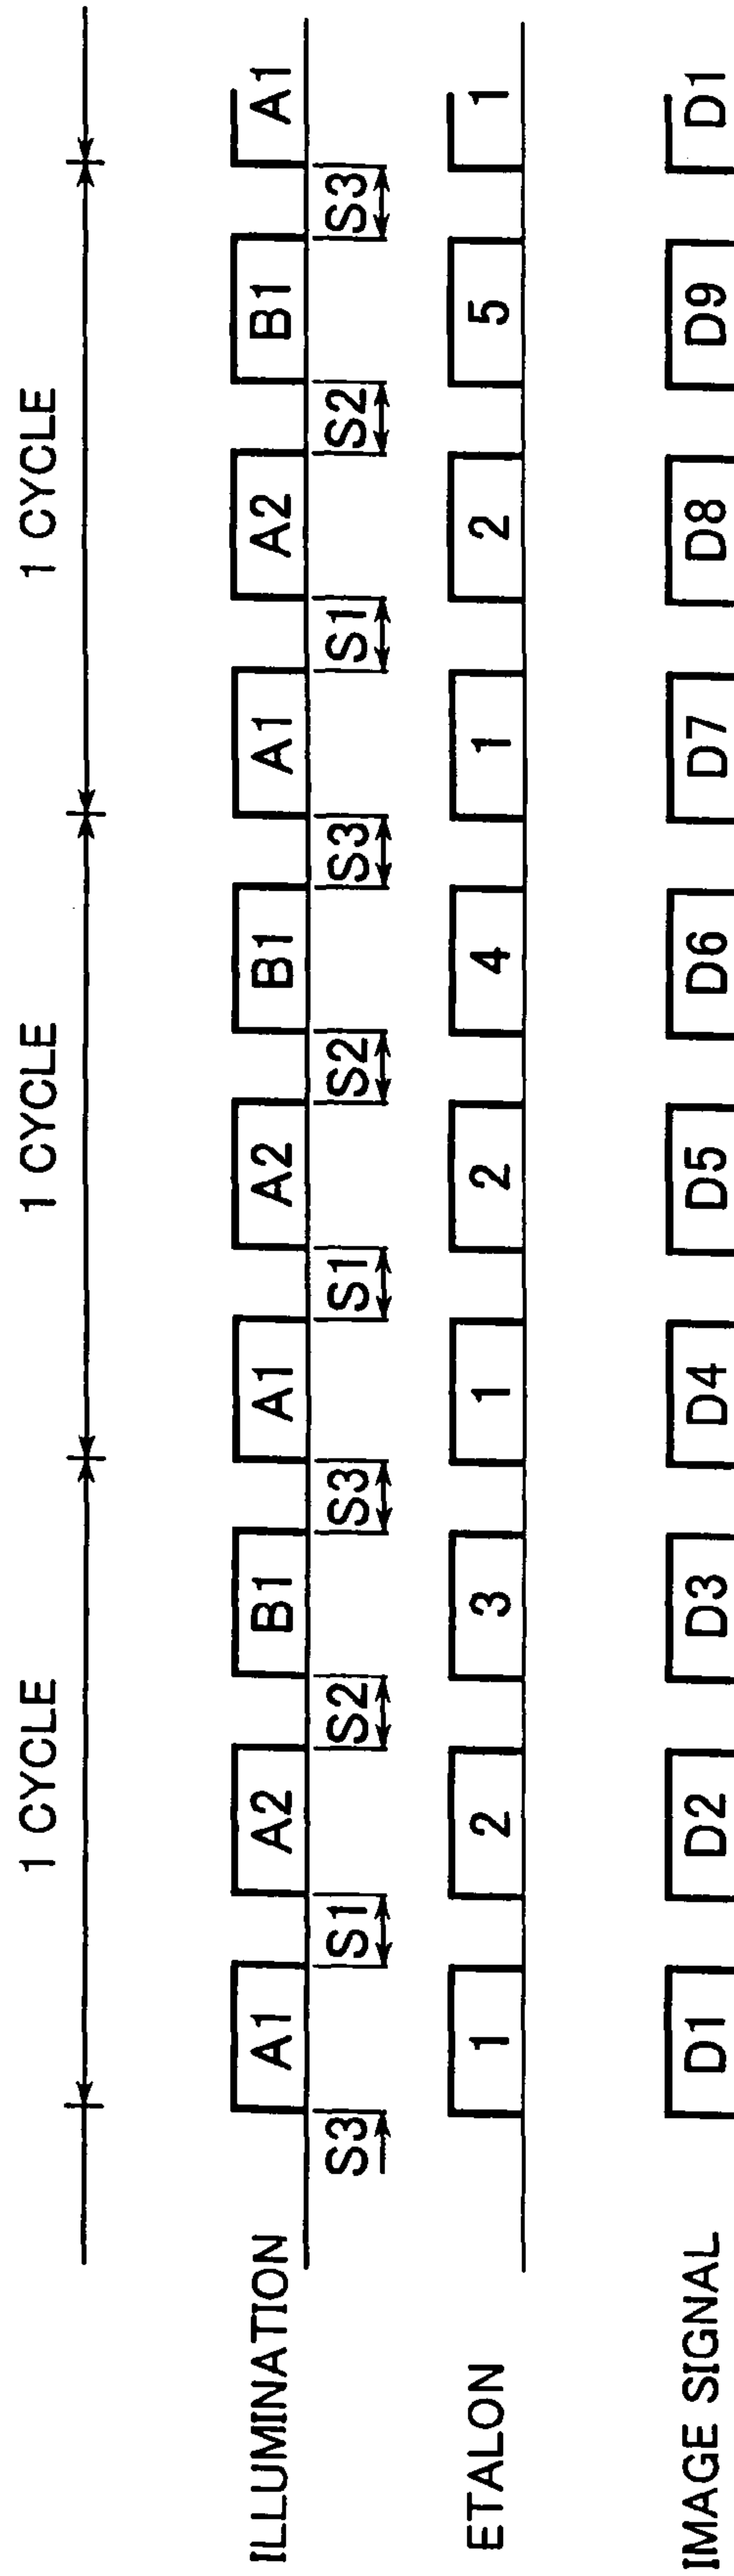 1 CYCLE 1 CYCLE 1 CYCLE
ILLUMINATION A1 A2 B1 A1 A2 B1 A1 A2 B1 A1
S3 S1 S2 S3 S1 S2 S3 S1 S2 S3
ETALON 1 2 3 1 2 4 1 2 5 1
IMAGE SIGNAL D1 D2 D3 D4 D5 D6 D7 D8 D9 D1